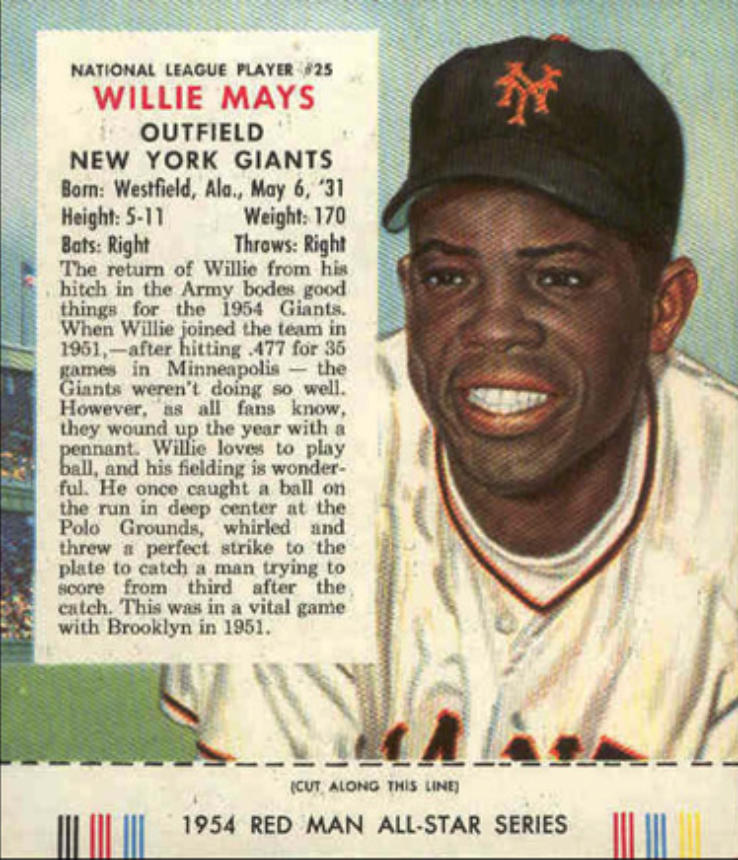 NATIONAL LEAGUE PLAYER #25
WILLIE MAYS
OUTFIELD
NEW YORK GIANTS
Born: Westfield, Ala., May 6, '31
Height: 5-11 Weight: 170
Bats: Right Throws: Right
The return of Willie from his
hitch in the Army bodes good
things for the 1954 Giants.
When Willie joined the team in
1951,—after hitting .477 for 35
games in Minneapolis — the
Giants weren't doing so well.
However, as all fans know,
they wound up the year with a
pennant. Willie loves to play
ball, and his fielding is wonder-
ful. He once caught a ball on
the run in deep center at the
Polo Grounds, whirled and
threw a perfect strike to the
plate to catch a man trying to
score from third after the
catch. This was in a vital game
with Brooklyn in 1951.
NY
(CUT ALONG THIS LINE)
1954 RED MAN ALL-STAR SERIES